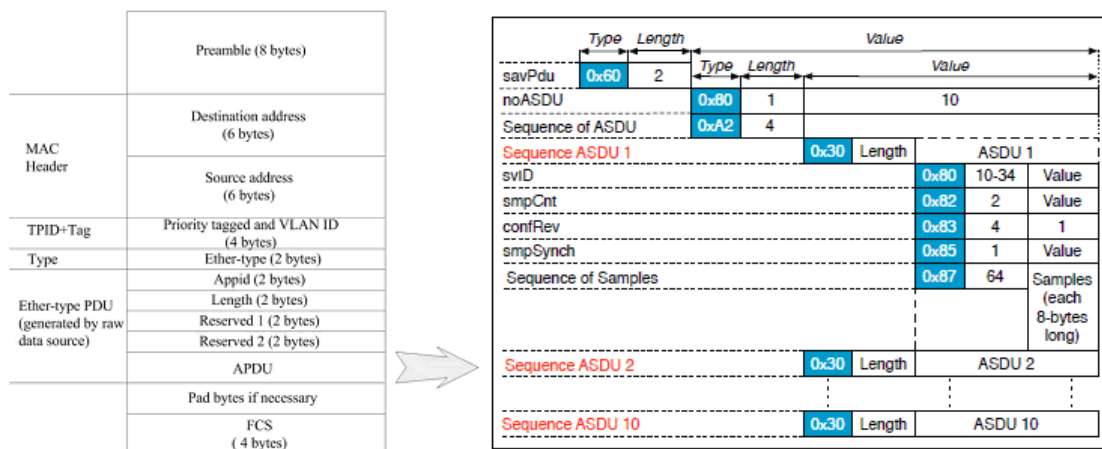 Preamble (8 bytes)
MAC
Header
Destination address
(6 bytes)
Source address
(6 bytes)
TPID+Tag
Priority tagged and VLAN ID
(4 bytes)
Type
Ether-type (2 bytes)
Ether-type PDU
(generated by raw
data source)
Appid (2 bytes)
Length (2 bytes)
Reserved 1 (2 bytes)
Reserved 2 (2 bytes)
APDU
Pad bytes if necessary
FCS
( 4 bytes)
Type Length Value
savPdu 0x60 2 Type Length Value
noASDU 0x80 1 10
Sequence of ASDU 0xA2 4
Sequence ASDU 1 0x30 Length ASDU 1
svID 0x80 10-34 Value
smpCnt 0x82 2 Value
confRev 0x83 4 1
smpSynch 0x85 1 Value
Sequence of Samples 0x87 64 Samples
(each
8-bytes
long)
Sequence ASDU 2 0x30 Length ASDU 2
Sequence ASDU 10 0x30 Length ASDU 10